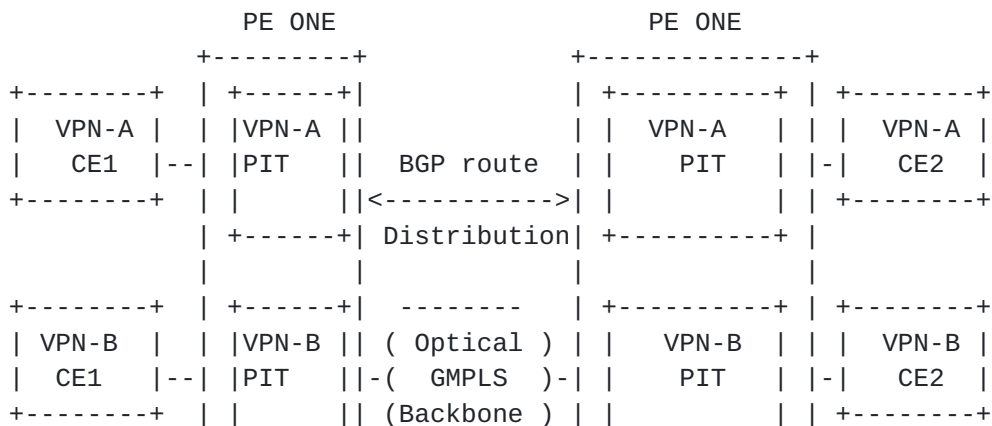 PE ONE PE ONE
+---------+ +--------------+
+--------+ | +------+| | +----------+ | +--------+
| VPN-A | | |VPN-A || | | VPN-A | | | VPN-A |
| CE1 |--| |PIT || BGP route | | PIT | |-| CE2 |
+--------+ | | ||<----------->| | | | +--------+
| +------+| Distribution| +----------+ |
| | | |
+--------+ | +------+| -------- | +----------+ | +--------+
| VPN-B | | |VPN-B || ( Optical ) | | VPN-B | | | VPN-B |
| CE1 |--| |PIT ||-( GMPLS )-| | PIT | |-| CE2 |
+--------+ | | || (Backbone ) | | | | +--------+